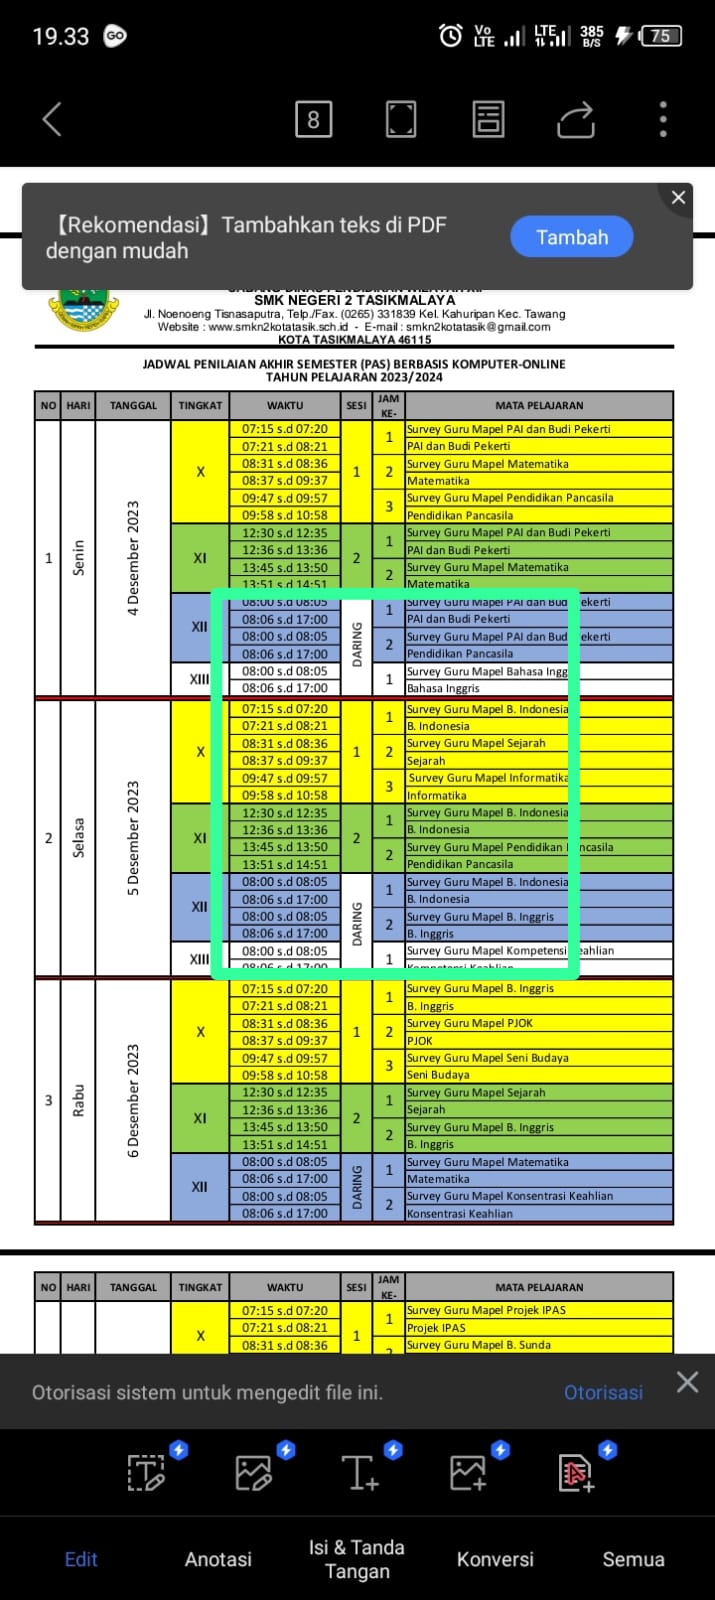 19.33 GO Vo LTE LTE 385 B/S 75
8
【Rekomendasi】Tambahkan teks di PDF
dengan mudah
Tambah
SMK NEGERI 2 TASIKMALAYA
Jl. Noenoeng Tisnasaputra, Telp./Fax. (0265) 331839 Kel. Kahuripan Kec. Tawang
Website : www.smkn2kotatasik.sch.id - E-mail : smkn2kotatasik@gmail.com
KOTA TASIKMALAYA 46115
JADWAL PENILAIAN AKHIR SEMESTER (PAS) BERBASIS KOMPUTER-ONLINE
TAHUN PELAJARAN 2023/2024
NO HARI TANGGAL TINGKAT WAKTU SESI JAM KE- MATA PELAJARAN
1 Senin 4 Desember 2023
X 1
07:15 s.d 07:20 1 Survey Guru Mapel PAI dan Budi Pekerti
07:21 s.d 08:21 PAI dan Budi Pekerti
08:31 s.d 08:36 2 Survey Guru Mapel Matematika
08:37 s.d 09:37 Matematika
09:47 s.d 09:57 3 Survey Guru Mapel Pendidikan Pancasila
09:58 s.d 10:58 Pendidikan Pancasila
XI 2
12:30 s.d 12:35 1 Survey Guru Mapel PAI dan Budi Pekerti
12:36 s.d 13:36 PAI dan Budi Pekerti
13:45 s.d 13:50 2 Survey Guru Mapel Matematika
13:51 s.d 14:51 Matematika
XII DARING
08:00 s.d 08:05 1 Survey Guru Mapel PAI dan Bud ekerti
08:06 s.d 17:00 PAI dan Budi Pekerti
08:00 s.d 08:05 2 Survey Guru Mapel PAI dan Bud ekerti
08:06 s.d 17:00 Pendidikan Pancasila
XIII
08:00 s.d 08:05 1 Survey Guru Mapel Bahasa Ingg
08:06 s.d 17:00 Bahasa Inggris
2 Selasa 5 Desember 2023
X 1
07:15 s.d 07:20 1 Survey Guru Mapel B. Indonesia
07:21 s.d 08:21 B. Indonesia
08:31 s.d 08:36 2 Survey Guru Mapel Sejarah
08:37 s.d 09:37 Sejarah
09:47 s.d 09:57 3 Survey Guru Mapel Informatika
09:58 s.d 10:58 Informatika
XI 2
12:30 s.d 12:35 1 Survey Guru Mapel B. Indonesia
12:36 s.d 13:36 B. Indonesia
13:45 s.d 13:50 2 Survey Guru Mapel Pendidikan ncasila
13:51 s.d 14:51 Pendidikan Pancasila
XII DARING
08:00 s.d 08:05 1 Survey Guru Mapel B. Indonesia
08:06 s.d 17:00 B. Indonesia
08:00 s.d 08:05 2 Survey Guru Mapel B. Inggris
08:06 s.d 17:00 B. Inggris
XIII
08:00 s.d 08:05 1 Survey Guru Mapel Kompetensi eahlian
08:06 s.d 17:00 Kompetensi Keahlian
3 Rabu 6 Desember 2023
X 1
07:15 s.d 07:20 1 Survey Guru Mapel B. Inggris
07:21 s.d 08:21 B. Inggris
08:31 s.d 08:36 2 Survey Guru Mapel PJOK
08:37 s.d 09:37 PJOK
09:47 s.d 09:57 3 Survey Guru Mapel Seni Budaya
09:58 s.d 10:58 Seni Budaya
XI 2
12:30 s.d 12:35 1 Survey Guru Mapel Sejarah
12:36 s.d 13:36 Sejarah
13:45 s.d 13:50 2 Survey Guru Mapel B. Inggris
13:51 s.d 14:51 B. Inggris
XII DARING
08:00 s.d 08:05 1 Survey Guru Mapel Matematika
08:06 s.d 17:00 Matematika
08:00 s.d 08:05 2 Survey Guru Mapel Konsentrasi Keahlian
08:06 s.d 17:00 Konsentrasi Keahlian
NO HARI TANGGAL TINGKAT WAKTU SESI JAM KE- MATA PELAJARAN
X 1
07:15 s.d 07:20 1 Survey Guru Mapel Projek IPAS
07:21 s.d 08:21 Projek IPAS
08:31 s.d 08:36 2 Survey Guru Mapel B. Sunda
Otorisasi sistem untuk mengedit file ini. Otorisasi
Edit Anotasi Isi & Tanda Tangan Konversi Semua